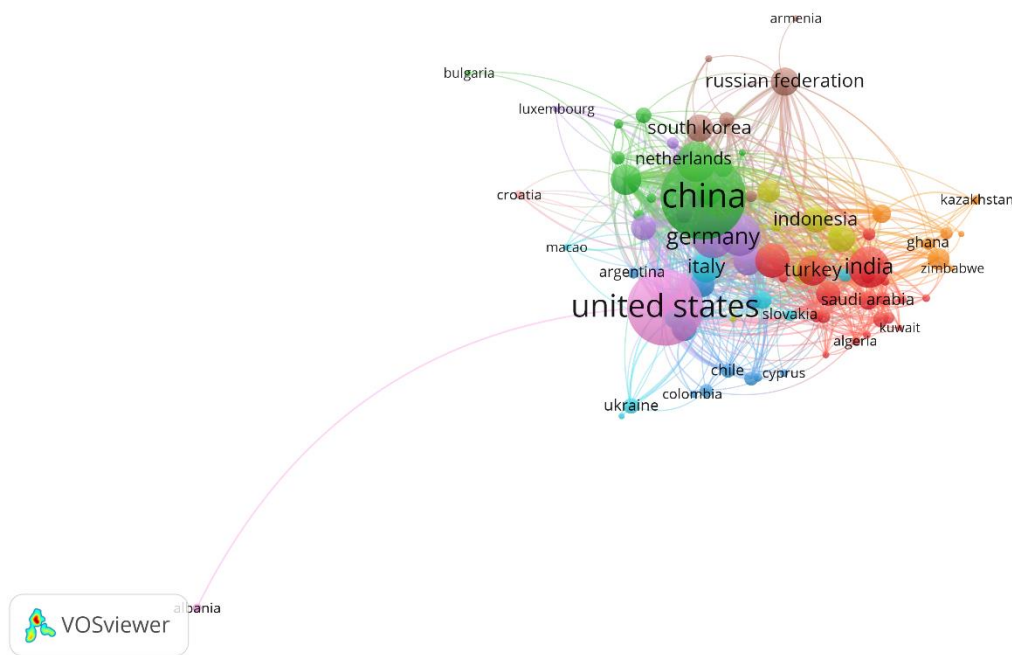 armenia
bulgaria
russian federation
luxembourg
south korea
netherlands
china
croatia
kazakhstan
indonesia
germany
macao
ghana
italy
turkey
india
zimbabwe
argentina
united states
saudi arabia
slovakia
kuwait
algeria
chile
cyprus
colombia
ukraine
albania
VOSviewer